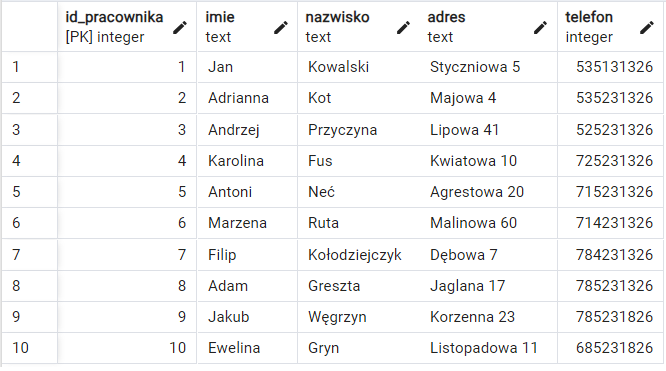 id_pracownika imie nazwisko adres telefon
[PK] integer text text text integer
1 1 Jan Kowalski Styczniowa 5 535131326
2 2 Adrianna Kot Majowa 4 535231326
3 3 Andrzej Przyczyna Lipowa 41 525231326
4 4 Karolina Fus Kwiatowa 10 725231326
5 5 Antoni Neć Agrestowa 20 715231326
6 6 Marzena Ruta Malinowa 60 714231326
7 7 Filip Kołodziejczyk Dębowa 7 784231326
8 8 Adam Greszta Jaglana 17 785231326
9 9 Jakub Węgrzyn Korzenna 23 785231826
10 10 Ewelina Gryn Listopadowa 11 685231826